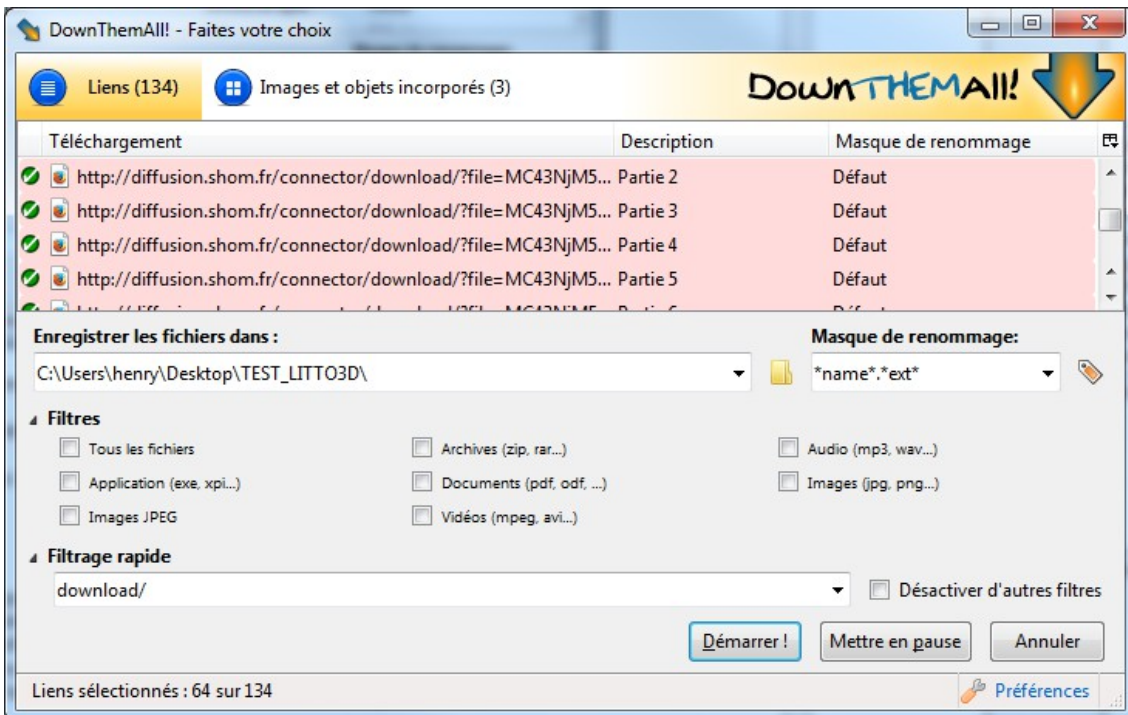 DownThemAll! - Faites votre choix
Liens (134)
Images et objets incorporés (3)
DownTHEMAll!
Téléchargement Description Masque de renommage
http://diffusion.shom.fr/connector/download/?file=MC43NjM5... Partie 2 Défaut
http://diffusion.shom.fr/connector/download/?file=MC43NjM5... Partie 3 Défaut
http://diffusion.shom.fr/connector/download/?file=MC43NjM5... Partie 4 Défaut
http://diffusion.shom.fr/connector/download/?file=MC43NjM5... Partie 5 Défaut
Enregistrer les fichiers dans : Masque de renommage:
C:\Users\henry\Desktop\TEST_LITTO3D\ *name*.*ext*
Filtres
Tous les fichiers Archives (zip, rar...) Audio (mp3, wav...)
Application (exe, xpi...) Documents (pdf, odf, ...) Images (jpg, png...)
Images JPEG Vidéos (mpeg, avi...)
Filtrage rapide
download/ Désactiver d'autres filtres
Démarrer ! Mettre en pause Annuler
Liens sélectionnés : 64 sur 134 Préférences